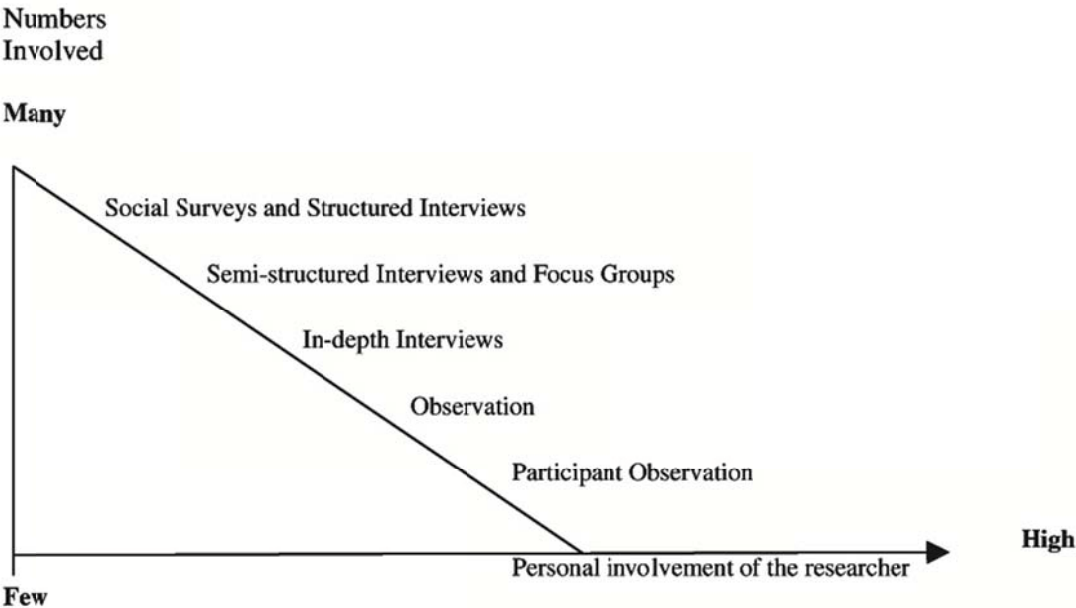 Numbers
Involved
Many
Social Surveys and Structured Interviews
Semi-structured Interviews and Focus Groups
In-depth Interviews
Observation
Participant Observation
High
Personal involvement of the researcher
Few